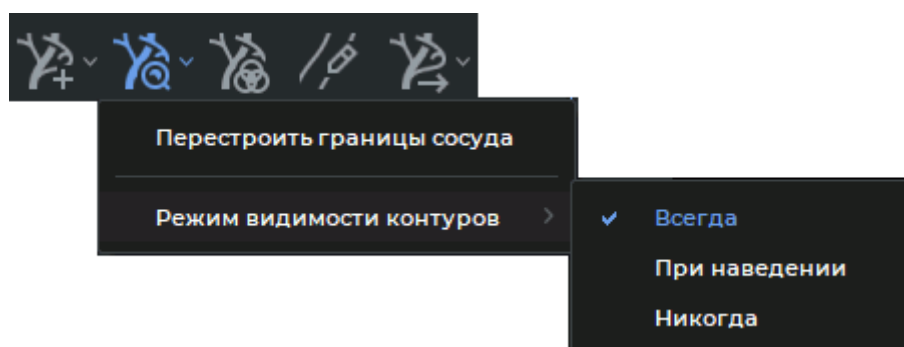 Перестроить границы сосуда
Режим видимости контуров
Всегда
При наведении
Никогда